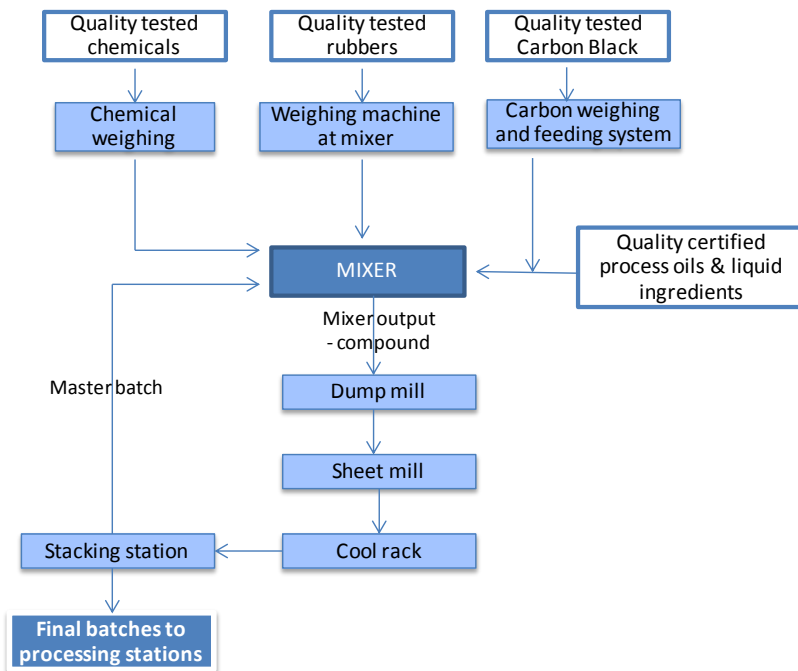 Quality tested
chemicals
Quality tested
rubbers
Quality tested
Carbon Black
Chemical
weighing
Weighing machine
at mixer
Carbon weighing
and feeding system
MIXER
Quality certified
process oils & liquid
ingredients
Mixer output
- compound
Master batch
Dump mill
Sheet mill
Stacking station
Cool rack
Final batches to
processing stations